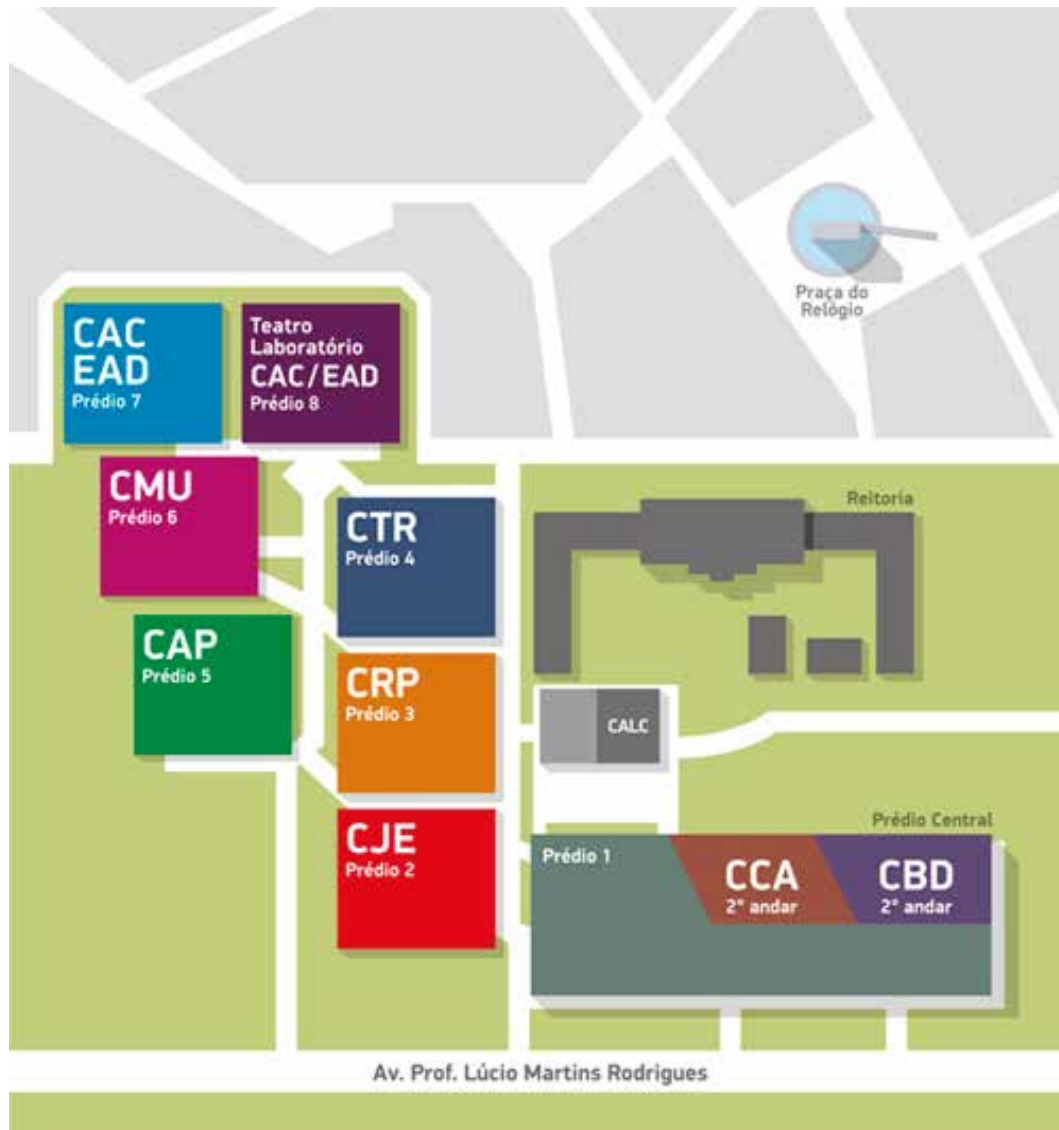 Praça do
Relógio
CAC
EAD
Prédio 7
Teatro
Laboratório
CAC/EAD
Prédio 8
CMU
Prédio 6
CTR
Prédio 4
Reitoria
CAP
Prédio 5
CRP
Prédio 3
CALC
CJE
Prédio 2
Prédio Central
Prédio 1
CCA
2° andar
CBD
2° andar
Av. Prof. Lúcio Martins Rodrigues